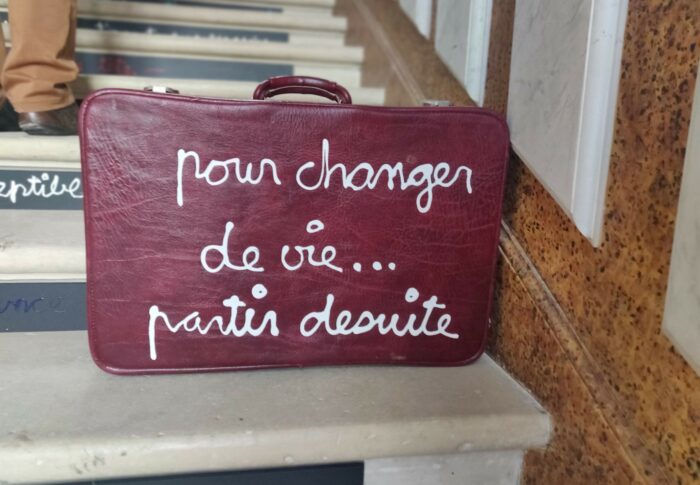 pour changer
de vie...
partir desuite